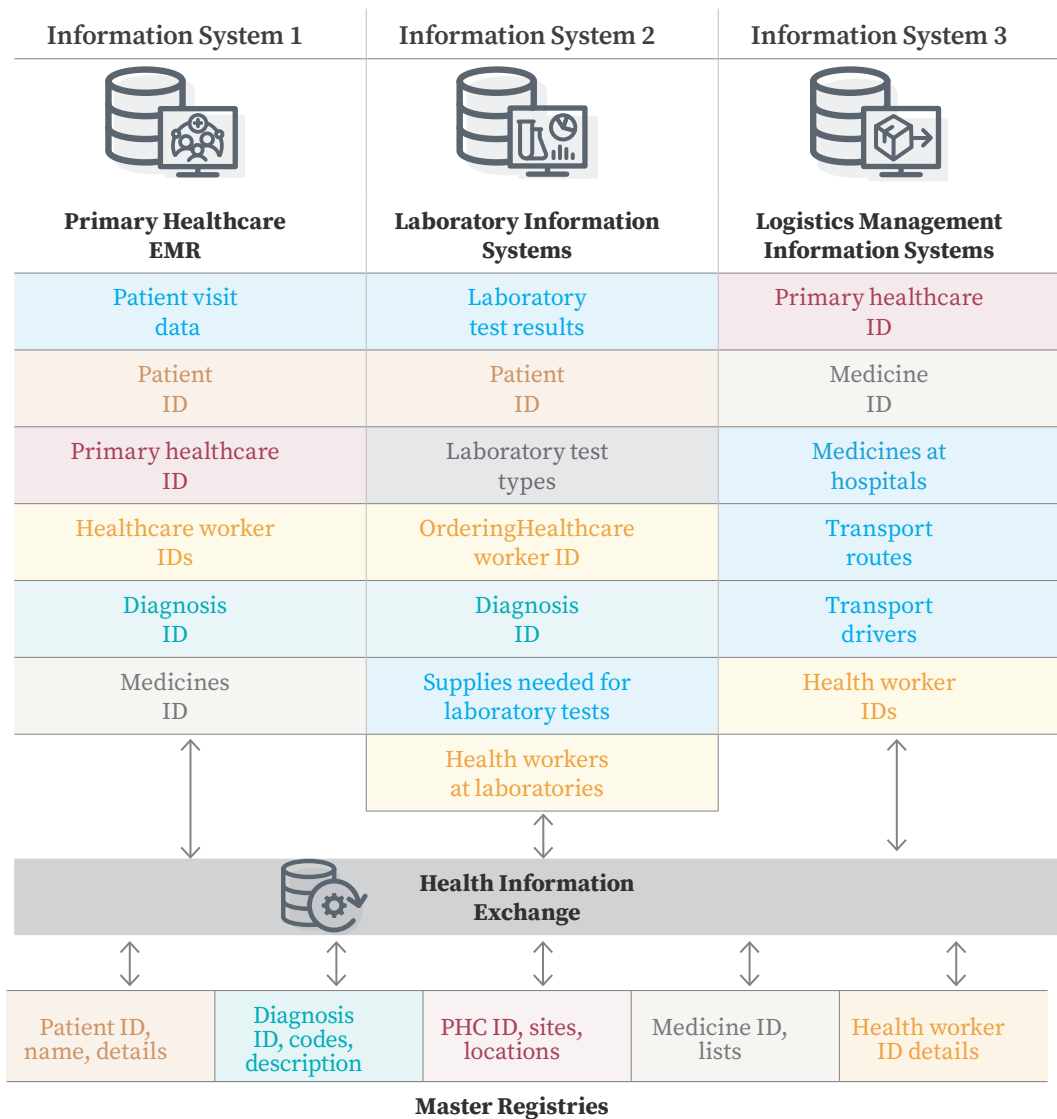 Information System 1
Information System 2
Information System 3
Primary Healthcare
EMR
Laboratory Information
Systems
Logistics Management
Information Systems
Patient visit
data
Laboratory
test results
Primary healthcare
ID
Patient
ID
Patient
ID
Medicine
ID
Primary healthcare
ID
Laboratory test
types
Medicines at
hospitals
Healthcare worker
IDs
OrderingHealthcare
worker ID
Transport
routes
Diagnosis
ID
Diagnosis
ID
Transport
drivers
Medicines
ID
Supplies needed for
laboratory tests
Health worker
IDs
Health workers
at laboratories
Health Information
Exchange
Patient ID,
name, details
Diagnosis
ID, codes,
description
PHC ID, sites,
locations
Medicine ID,
lists
Health worker
ID details
Master Registries